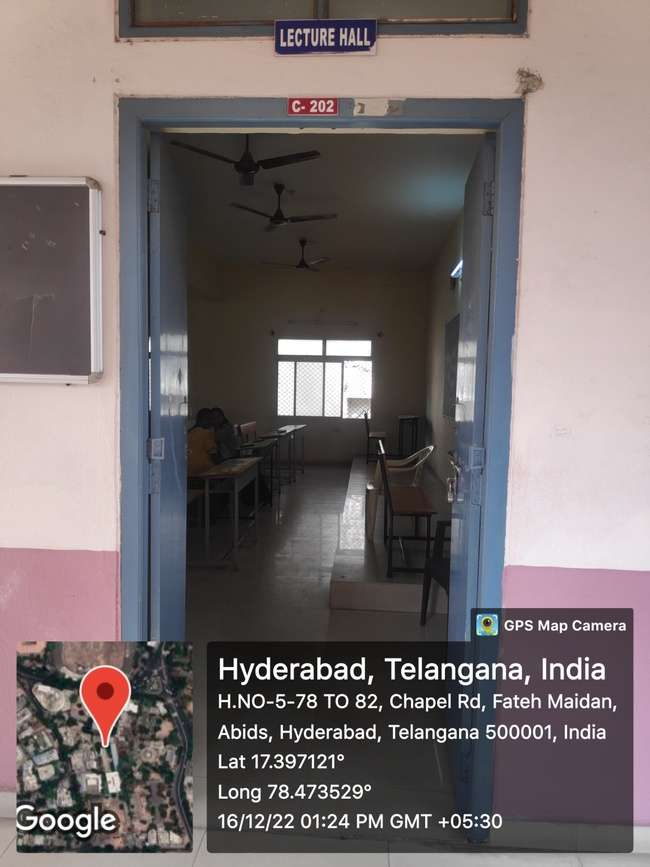 LECTURE HALL
C- 202
GPS Map Camera
Hyderabad, Telangana, India
H.NO-5-78 TO 82, Chapel Rd, Fateh Maidan,
Abids, Hyderabad, Telangana 500001, India
Lat 17.397121°
Long 78.473529°
16/12/22 01:24 PM GMT +05:30
Google